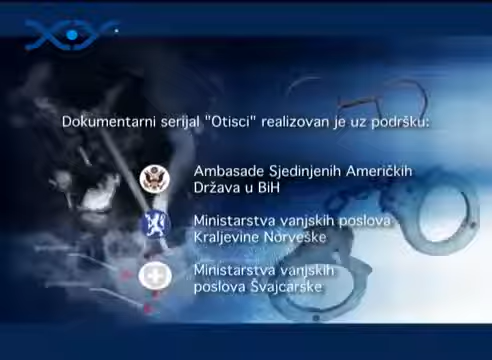 Dokumentarni serijal "Otisci" realizovan je uz podršku:
Ambasade Sjedinjenih Američkih
Država u BiH
Ministarstva vanjskih poslova
Kraljevine Norveške
Ministarstva vanjskih
poslova Švajcarske